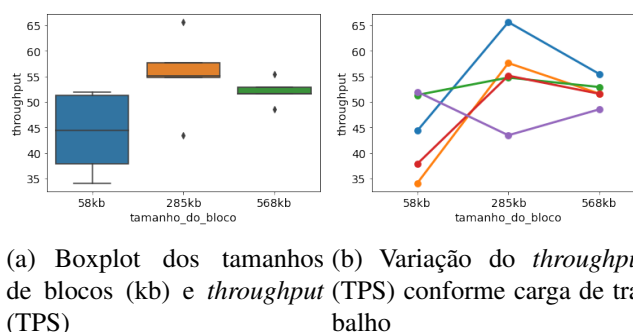 65
60
55
50
45
40
35
throughput
58kb
285kb
568kb
tamanho_do_bloco
65
60
55
50
45
40
35
throughput
58kb
285kb
568kb
tamanho_do_bloco
(a) Boxplot dos tamanhos
de blocos (kb) e throughput
(TPS)
(b) Variação do
(TPS) conforme carga de
balho